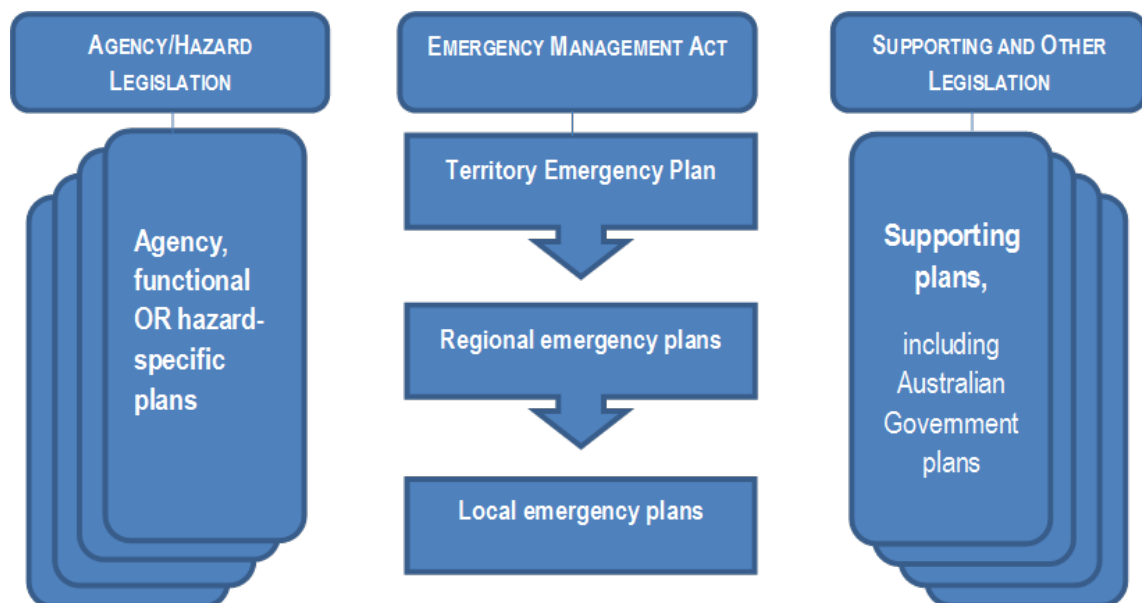 AGENCY/HAZARD
LEGISLATION
EMERGENCY MANAGEMENT ACT
SUPPORTING AND OTHER
LEGISLATION
Agency,
functional
OR hazard-
specific
plans
Territory Emergency Plan
Regional emergency plans
Local emergency plans
Supporting
plans,
including
Australian
Government
plans